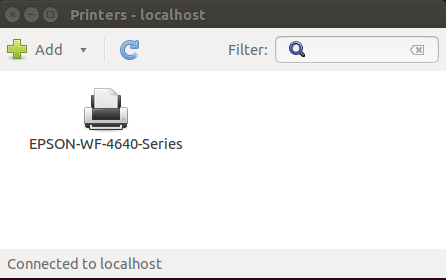 Printers - localhost
Add
Filter:
EPSON-WF-4640-Series
Connected to localhost